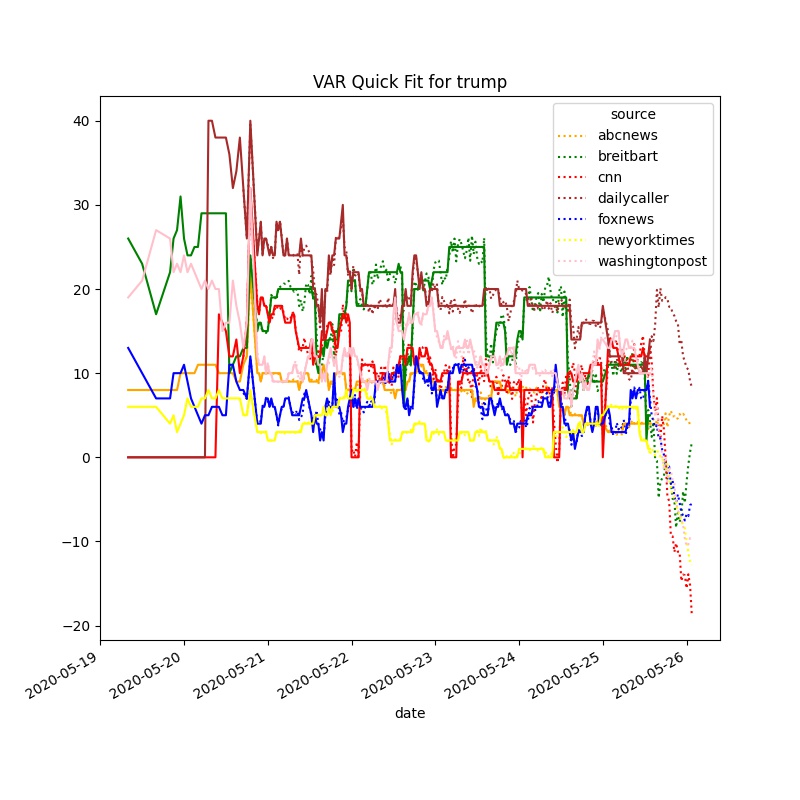 VAR Quick Fit for trump
40
30
20
10
0
−10
−20
source
abcnews
breitbart
cnn
dailycaller
foxnews
newyorktimes
washingtonpost
2020-05-19
2020-05-20
2020-05-21
2020-05-22
2020-05-23
2020-05-24
2020-05-25
2020-05-26
date